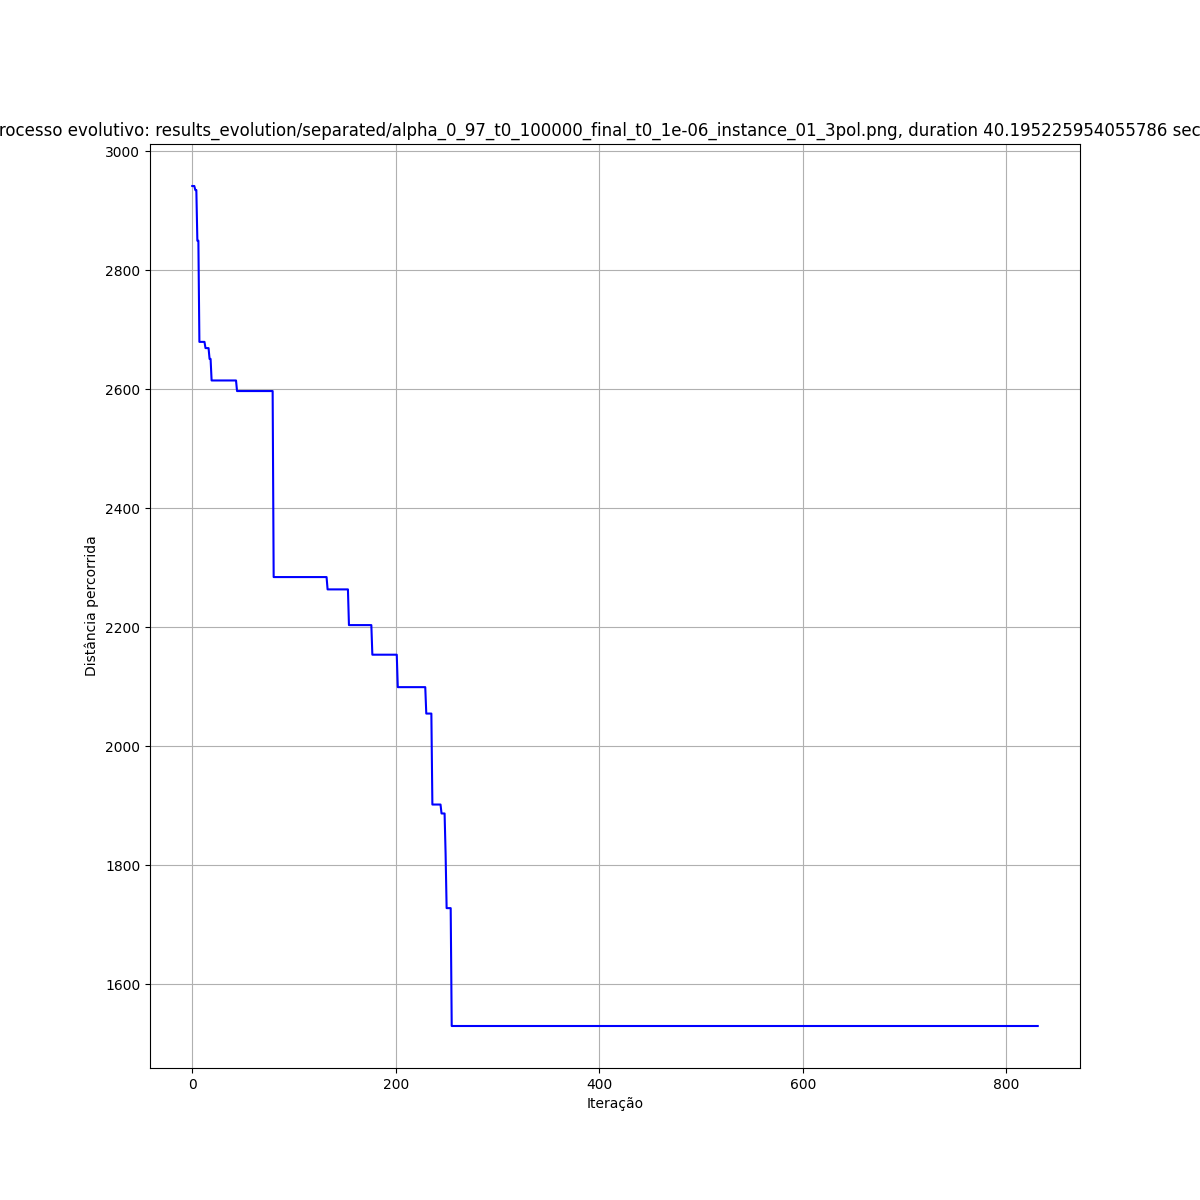 rocesso evolutivo: results_evolution/separated/alpha_0_97_t0_100000_final_t0_1e-06_instance_01_3pol.png, duration 40.195225954055786 sec
3000
2800
2600
2400
2200
2000
1800
1600
Distância percorrida
0 200 400 600 800
Iteração